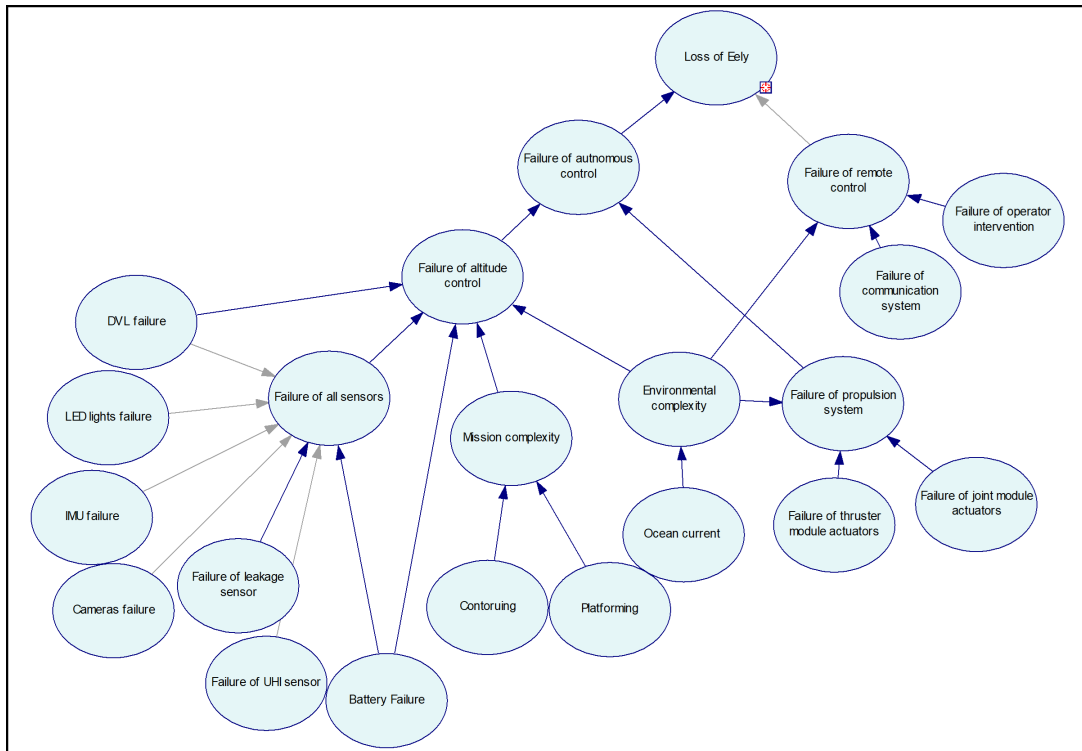 Loss of Eely
Failure of autnomous
control
Failure of remote
control
Failure of operator
intervention
Failure of altitude
control
Failure of
communication
system
DVL failure
Failure of all sensors
Environmental
complexity
Failure of propulsion
system
LED lights failure
Mission complexity
IMU failure
Failure of joint module
actuators
Failure of thruster
module actuators
Ocean current
Failure of leakage
sensor
Cameras failure
Contoruing
Platforming
Failure of UHI sensor
Battery Failure